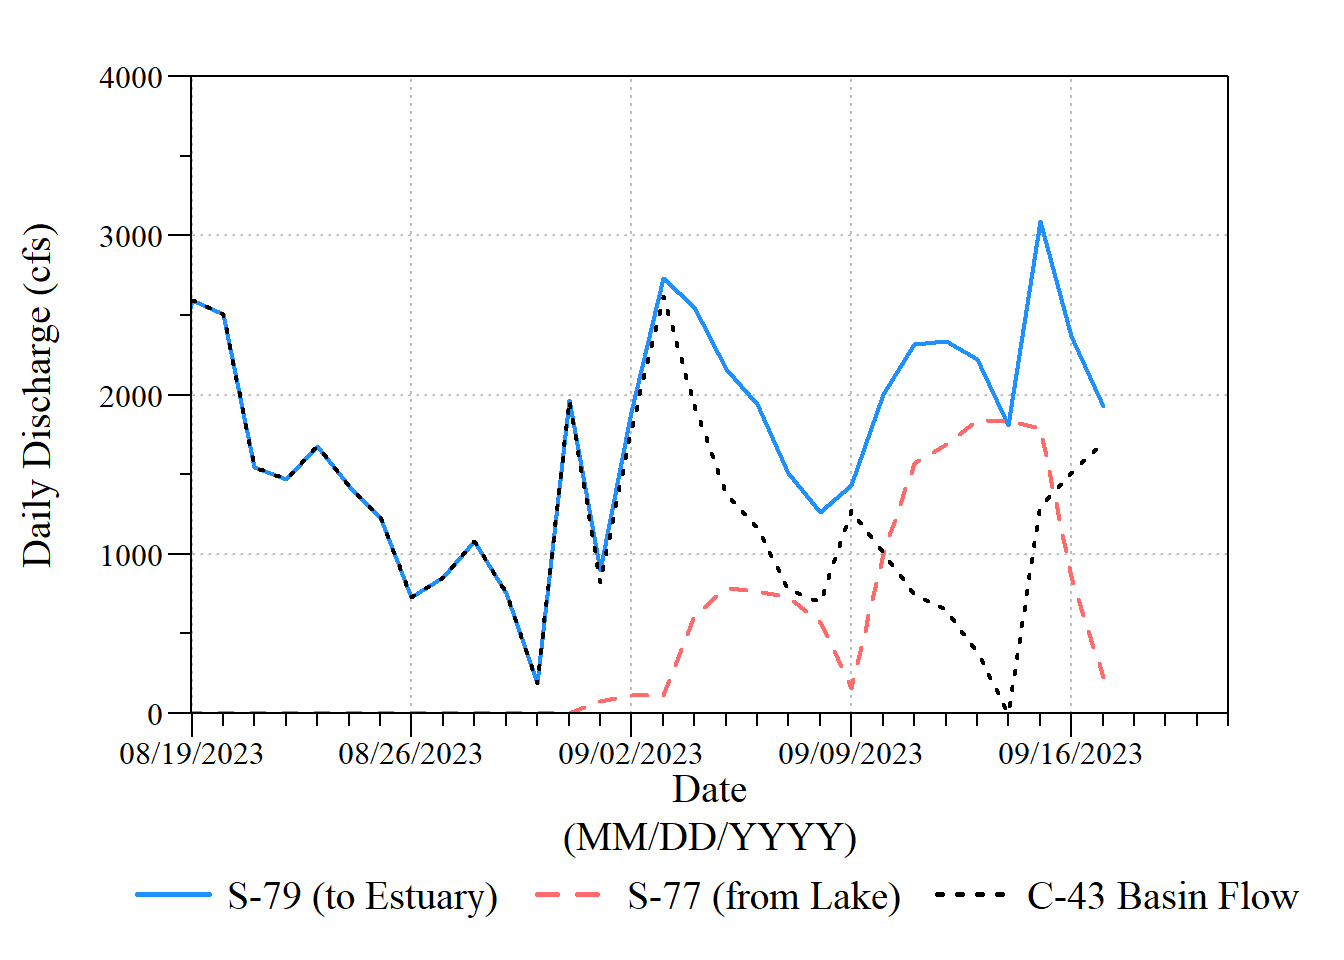 4000
3000
2000
1000
0
Daily Discharge (cfs)
08/19/2023 08/26/2023 09/02/2023 09/09/2023 09/16/2023
Date
(MM/DD/YYYY)
S-79 (to Estuary) S-77 (from Lake) C-43 Basin Flow